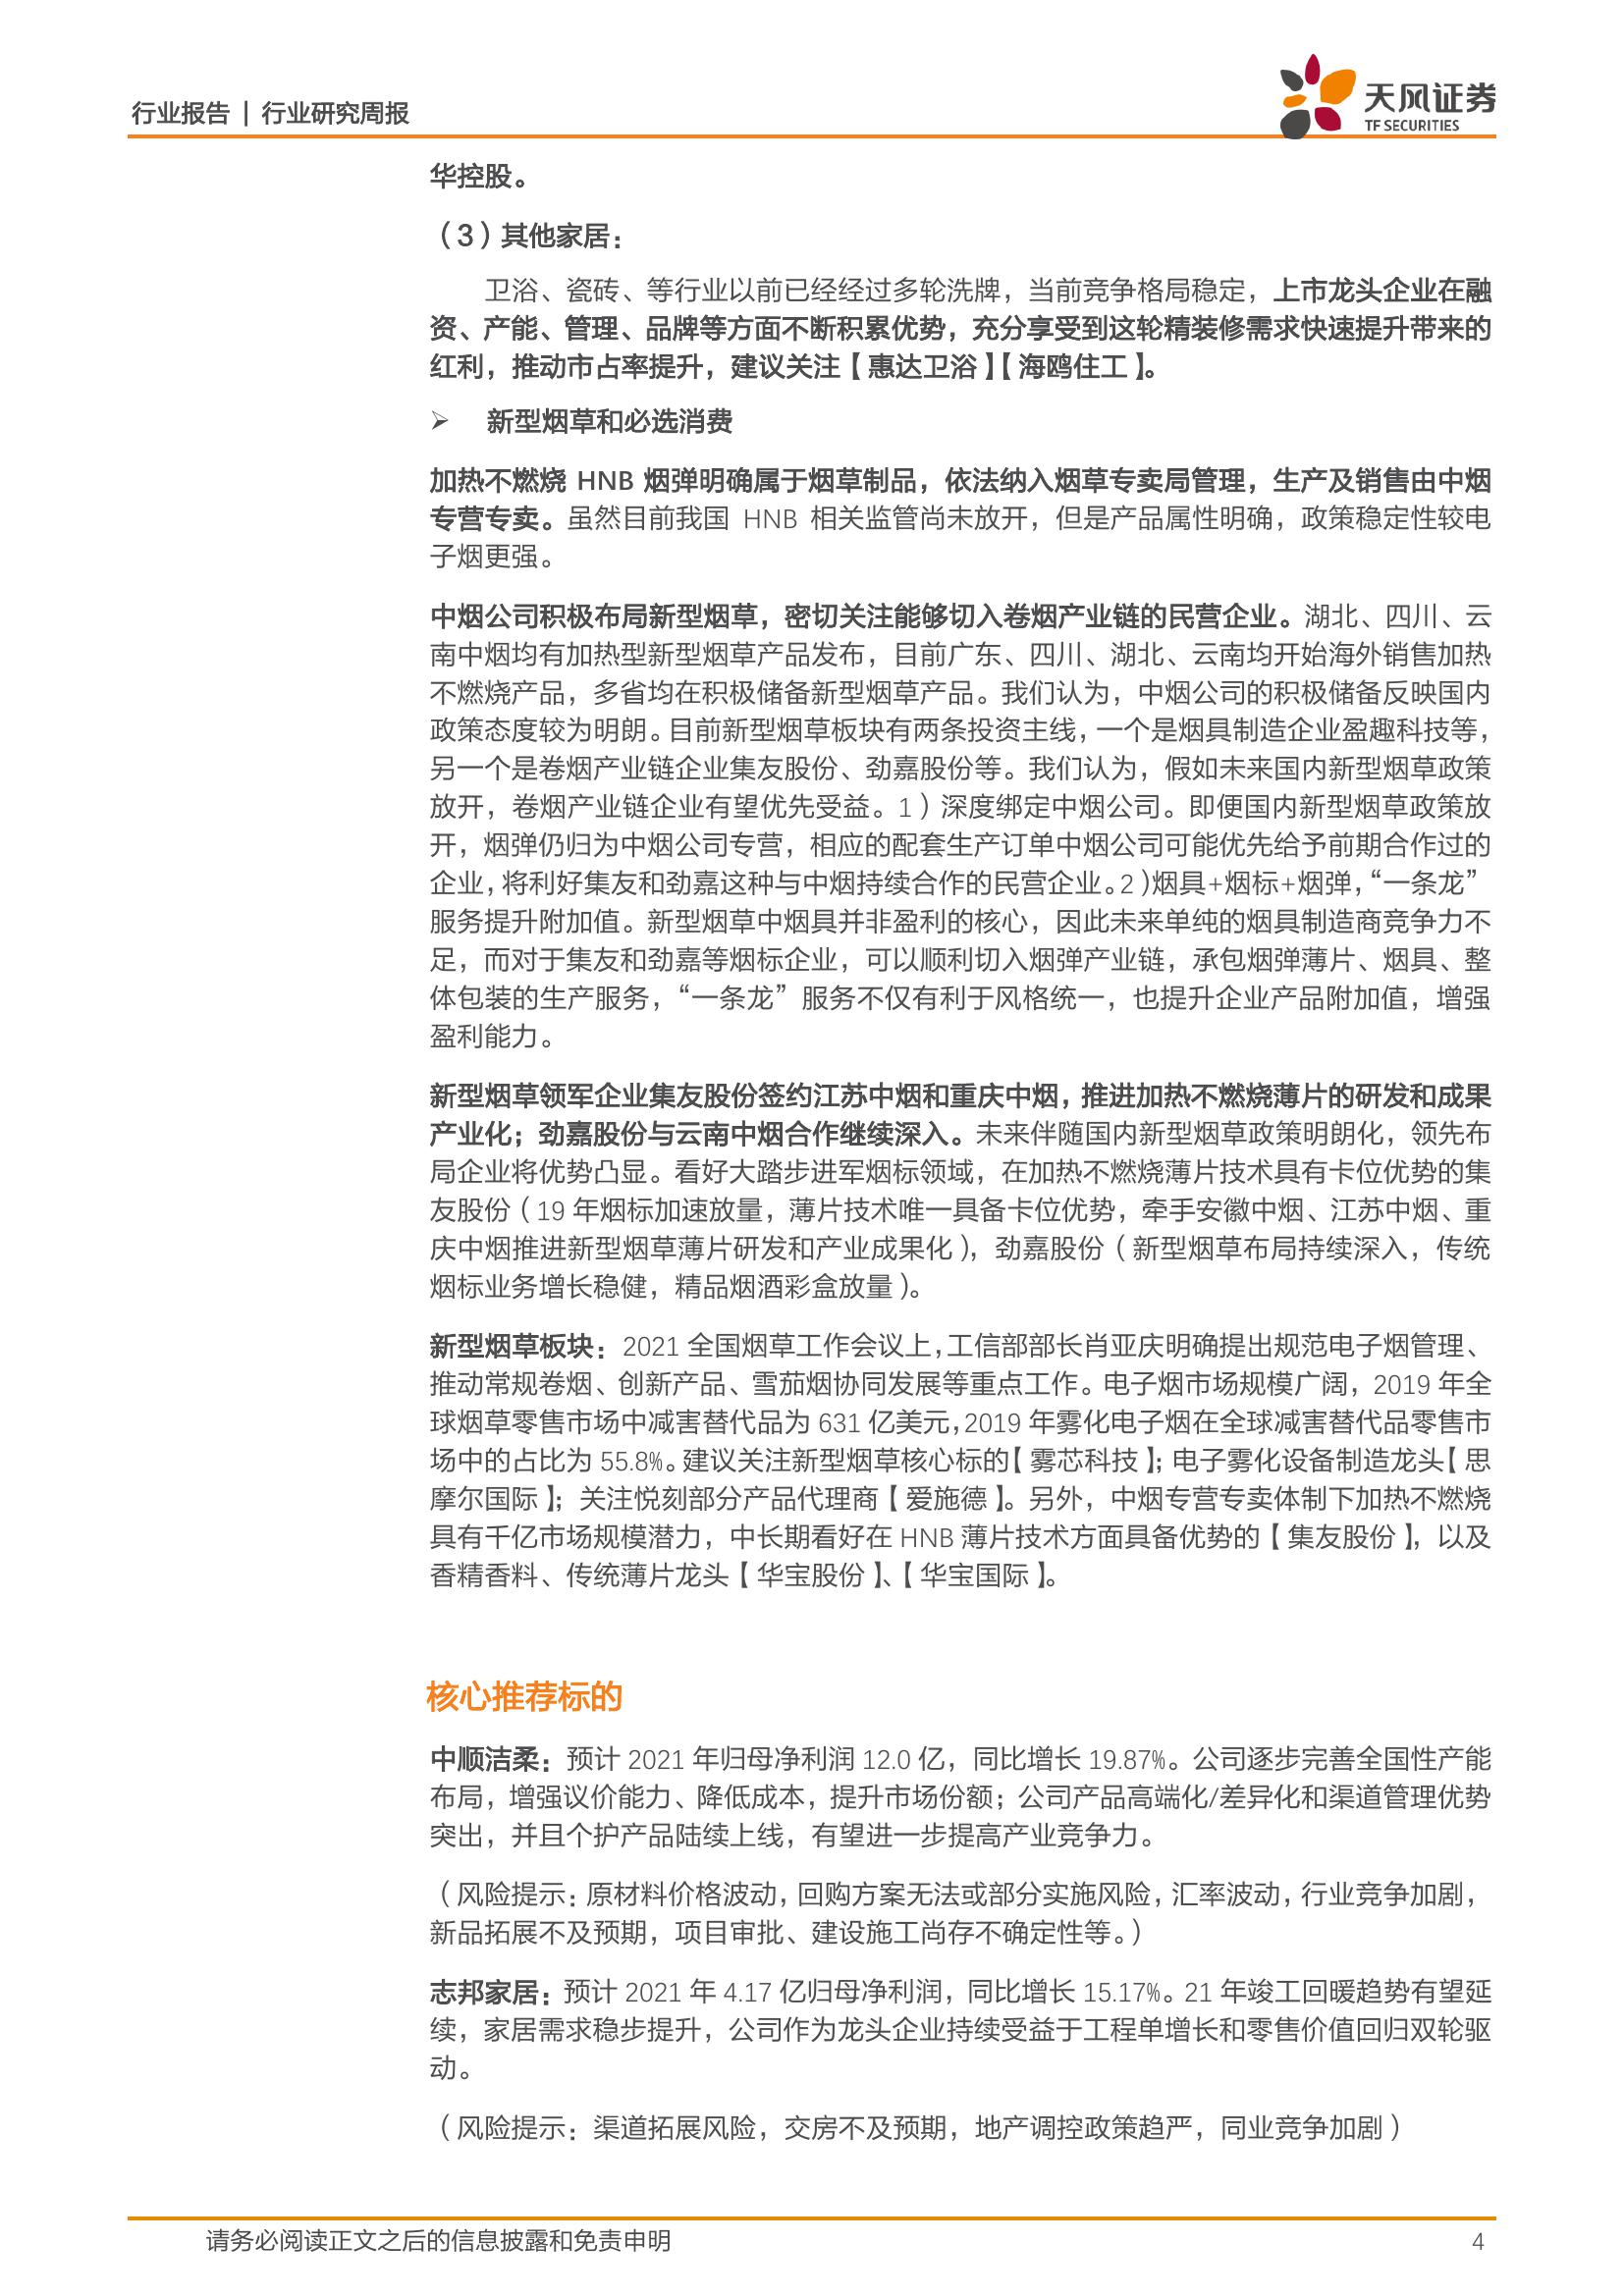 行业报告 | 行业研究周报
天风证券
TF SECURITIES
华控股。
（3）其他家居：
卫浴、瓷砖、等行业以前已经经过多轮洗牌，当前竞争格局稳定，上市龙头企业在融
资、产能、管理、品牌等方面不断积累优势，充分享受到这轮精装修需求快速提升带来的
红利，推动市占率提升，建议关注【惠达卫浴】【海鸥住工】。
➢ 新型烟草和必选消费
加热不燃烧 HNB 烟弹明确属于烟草制品，依法纳入烟草专卖局管理，生产及销售由中烟
专营专卖。虽然目前我国 HNB 相关监管尚未放开，但是产品属性明确，政策稳定性较电
子烟更强。
中烟公司积极布局新型烟草，密切关注能够切入卷烟产业链的民营企业。湖北、四川、云
南中烟均有加热型新型烟草产品发布，目前广东、四川、湖北、云南均开始海外销售加热
不燃烧产品，多省均在积极储备新型烟草产品。我们认为，中烟公司的积极储备反映国内
政策态度较为明朗。目前新型烟草板块有两条投资主线，一个是烟具制造企业盈趣科技等，
另一个是卷烟产业链企业集友股份、劲嘉股份等。我们认为，假如未来国内新型烟草政策
放开，卷烟产业链企业有望优先受益。1）深度绑定中烟公司。即便国内新型烟草政策放
开，烟弹仍归为中烟公司专营，相应的配套生产订单中烟公司可能优先给予前期合作过的
企业，将利好集友和劲嘉这种与中烟持续合作的民营企业。2）烟具+烟标+烟弹，“一条龙”
服务提升附加值。新型烟草中烟具并非盈利的核心，因此未来单纯的烟具制造商竞争力不
足，而对于集友和劲嘉等烟标企业，可以顺利切入烟弹产业链，承包烟弹薄片、烟具、整
体包装的生产服务，“一条龙”服务不仅有利于风格统一，也提升企业产品附加值，增强
盈利能力。
新型烟草领军企业集友股份签约江苏中烟和重庆中烟，推进加热不燃烧薄片的研发和成果
产业化；劲嘉股份与云南中烟合作继续深入。未来伴随国内新型烟草政策明朗化，领先布
局企业将优势凸显。看好大踏步进军烟标领域，在加热不燃烧薄片技术具有卡位优势的集
友股份（19 年烟标加速放量，薄片技术唯一具备卡位优势，牵手安徽中烟、江苏中烟、重
庆中烟推进新型烟草薄片研发和产业成果化），劲嘉股份（新型烟草布局持续深入，传统
烟标业务增长稳健，精品烟酒彩盒放量）。
新型烟草板块：2021 全国烟草工作会议上，工信部部长肖亚庆明确提出规范电子烟管理、
推动常规卷烟、创新产品、雪茄烟协同发展等重点工作。电子烟市场规模广阔，2019 年全
球烟草零售市场中减害替代品为 631 亿美元，2019 年雾化电子烟在全球减害替代品零售市
场中的占比为 55.8%。建议关注新型烟草核心标的【雾芯科技】；电子雾化设备制造龙头【思
摩尔国际】；关注悦刻部分产品代理商【爱施德】。另外，中烟专营专卖体制下加热不燃烧
具有千亿市场规模潜力，中长期看好在 HNB 薄片技术方面具备优势的【集友股份】，以及
香精香料、传统薄片龙头【华宝股份】、【华宝国际】。
核心推荐标的
中顺洁柔：预计 2021 年归母净利润 12.0 亿，同比增长 19.87%。公司逐步完善全国性产能
布局，增强议价能力、降低成本，提升市场份额；公司产品高端化/差异化和渠道管理优势
突出，并且个护产品陆续上线，有望进一步提高产业竞争力。
（风险提示：原材料价格波动，回购方案无法或部分实施风险，汇率波动，行业竞争加剧，
新品拓展不及预期，项目审批、建设施工尚存不确定性等。）
志邦家居：预计 2021 年 4.17 亿归母净利润，同比增长 15.17%。21 年竣工回暖趋势有望延
续，家居需求稳步提升，公司作为龙头企业持续受益于工程单增长和零售价值回归双轮驱
动。
（风险提示：渠道拓展风险，交房不及预期，地产调控政策趋严，同业竞争加剧）
请务必阅读正文之后的信息披露和免责申明
4